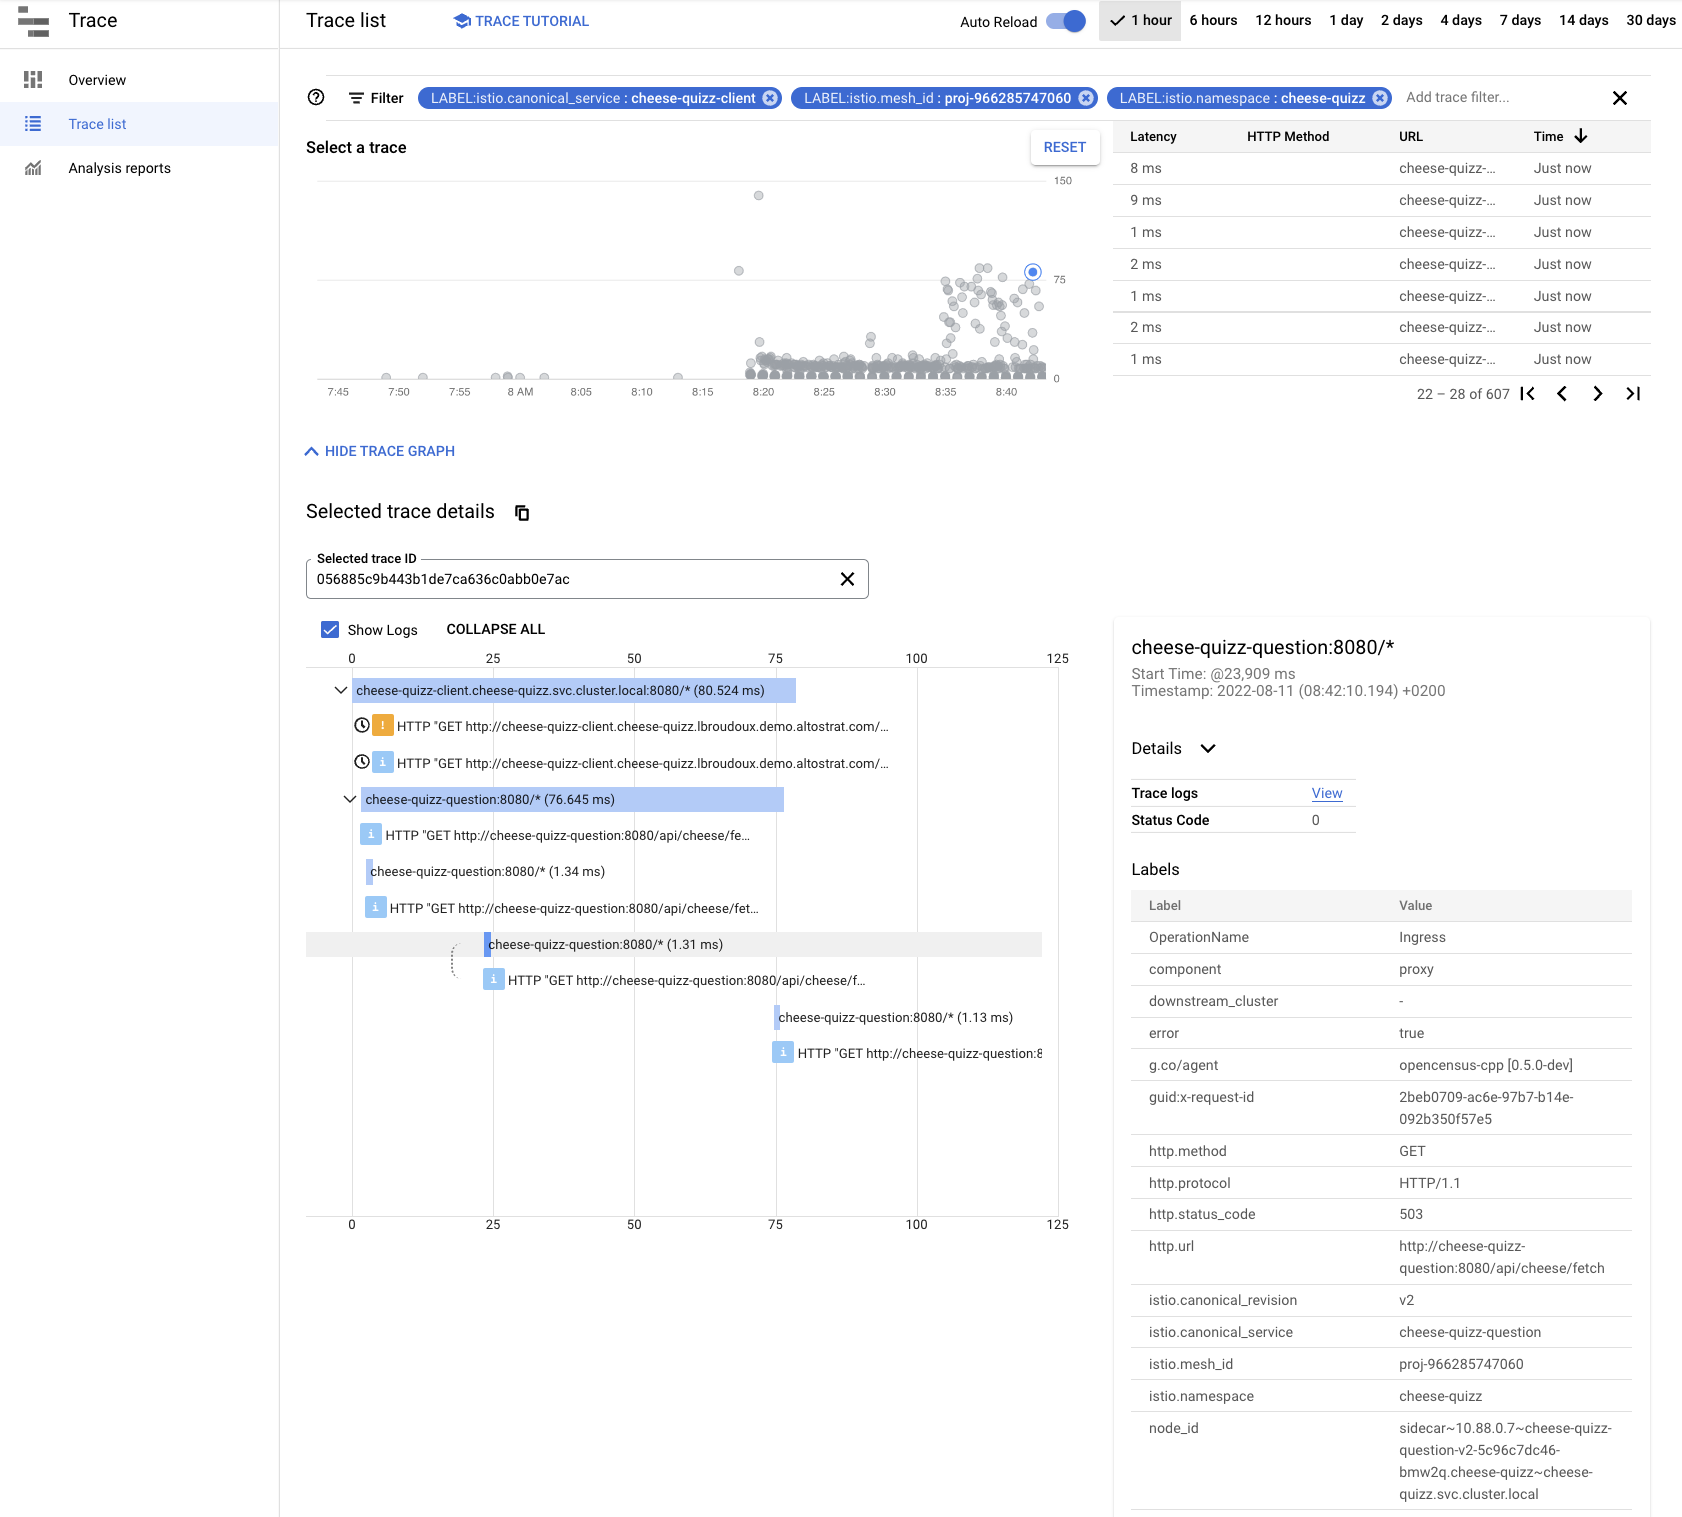 Trace
Overview
Trace list
Analysis reports
Trace list
TRACE TUTORIAL
Auto Reload
1 hour
6 hours
12 hours
1 day
2 days
4 days
7 days
14 days
30 days
Filter
LABEL:istio.canonical_service : cheese-quizz-client
LABEL:istio.mesh_id : proj-966285747060
LABEL:istio.namespace : cheese-quizz
Add trace filter...
Select a trace
RESET
150
75
0
7:45 7:50 7:55 8 AM 8:05 8:10 8:15 8:20 8:25 8:30 8:35 8:40
Latency HTTP Method URL Time
8 ms cheese-quizz-... Just now
9 ms cheese-quizz-... Just now
1 ms cheese-quizz-... Just now
2 ms cheese-quizz-... Just now
1 ms cheese-quizz-... Just now
2 ms cheese-quizz-... Just now
1 ms cheese-quizz-... Just now
22 – 28 of 607
HIDE TRACE GRAPH
Selected trace details
Selected trace ID
056885c9b443b1de7ca636c0abb0e7ac
Show Logs
COLLAPSE ALL
0 25 50 75 100 125
cheese-quizz-client.cheese-quizz.svc.cluster.local:8080/* (80.524 ms)
! HTTP "GET http://cheese-quizz-client.cheese-quizz.lbroudoux.demo.altostrat.com/...
i HTTP "GET http://cheese-quizz-client.cheese-quizz.lbroudoux.demo.altostrat.com/...
cheese-quizz-question:8080/* (76.645 ms)
i HTTP "GET http://cheese-quizz-question:8080/api/cheese/fe...
cheese-quizz-question:8080/* (1.34 ms)
i HTTP "GET http://cheese-quizz-question:8080/api/cheese/fet...
cheese-quizz-question:8080/* (1.31 ms)
i HTTP "GET http://cheese-quizz-question:8080/api/cheese/f...
cheese-quizz-question:8080/* (1.13 ms)
i HTTP "GET http://cheese-quizz-question:8
0 25 50 75 100 125
cheese-quizz-question:8080/*
Start Time: @23,909 ms
Timestamp: 2022-08-11 (08:42:10.194) +0200
Details
Trace logs View
Status Code 0
Labels
Label Value
OperationName Ingress
component proxy
downstream_cluster -
error true
g.co/agent opencensus-cpp [0.5.0-dev]
guid:x-request-id 2beb0709-ac6e-97b7-b14e-
092b350f57e5
http.method GET
http.protocol HTTP/1.1
http.status_code 503
http.url http://cheese-quizz-
question:8080/api/cheese/fetch
istio.canonical_revision v2
istio.canonical_service cheese-quizz-question
istio.mesh_id proj-966285747060
istio.namespace cheese-quizz
node_id sidecar~10.88.0.7~cheese-quizz-
question-v2-5c96c7dc46-
bmw2q.cheese-quizz~cheese-
quizz.svc.cluster.local